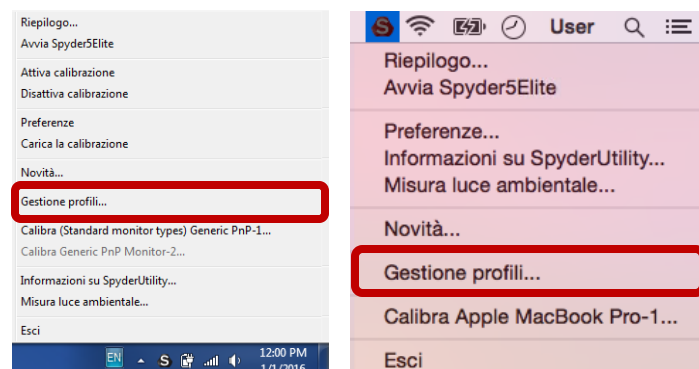 Riepilogo...
Avvia Spyder5Elite
Attiva calibrazione
Disattiva calibrazione
Preferenze
Carica la calibrazione
Novità...
Gestione profili...
Calibra (Standard monitor types) Generic PnP-1...
Calibra Generic PnP Monitor-2...
Informazioni su SpyderUtility...
Misura luce ambientale...
Esci
EN S 12:00 PM
1/1/2016
S User
Riepilogo...
Avvia Spyder5Elite
Preferenze...
Informazioni su SpyderUtility...
Misura luce ambientale...
Novità...
Gestione profili...
Calibra Apple MacBook Pro-1...
Esci